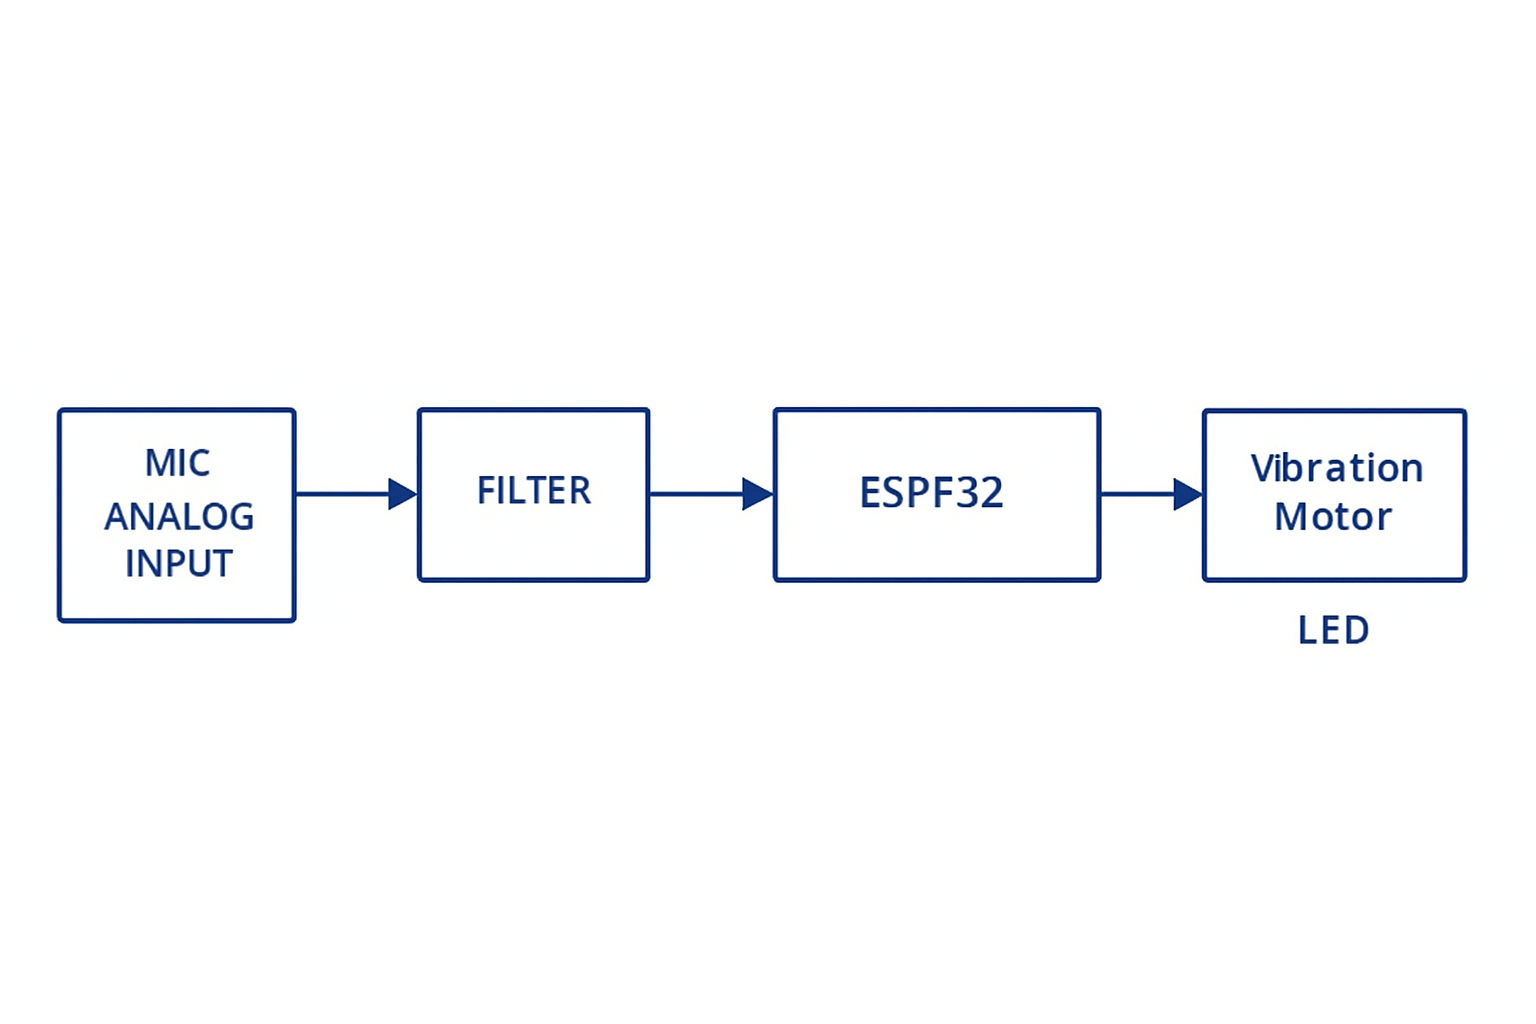 MIC
ANALOG
INPUT
FILTER
ESPF32
Vibration
Motor
LED